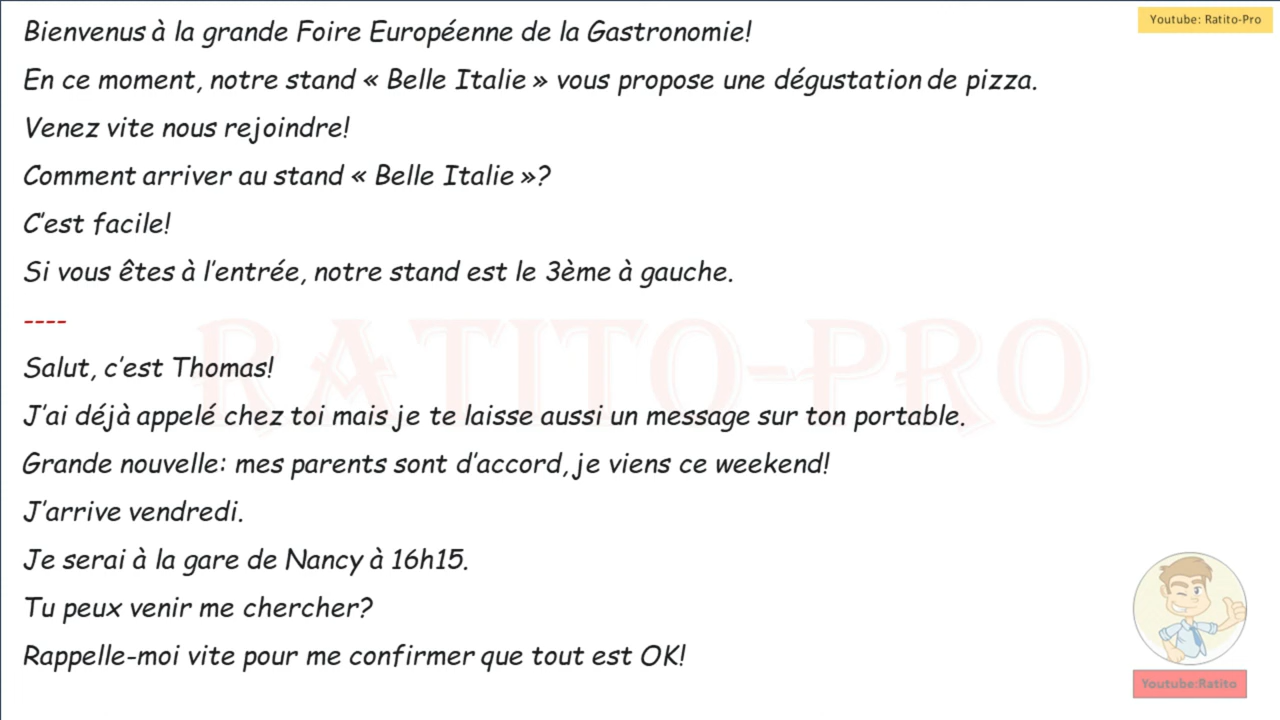 Youtube: Ratito-Pro
Bienvenus à la grande Foire Européenne de la Gastronomie!
En ce moment, notre stand « Belle Italie » vous propose une dégustation de pizza.
Venez vite nous rejoindre!
Comment arriver au stand « Belle Italie »?
C'est facile!
Si vous êtes à l'entrée, notre stand est le 3ème à gauche.
----
RATITO-PRO
Salut, c'est Thomas!
J'ai déjà appelé chez toi mais je te laisse aussi un message sur ton portable.
Grande nouvelle: mes parents sont d'accord, je viens ce weekend!
J'arrive vendredi.
Je serai à la gare de Nancy à 16h15.
Tu peux venir me chercher?
Rappelle-moi vite pour me confirmer que tout est OK!
Youtube:Ratito